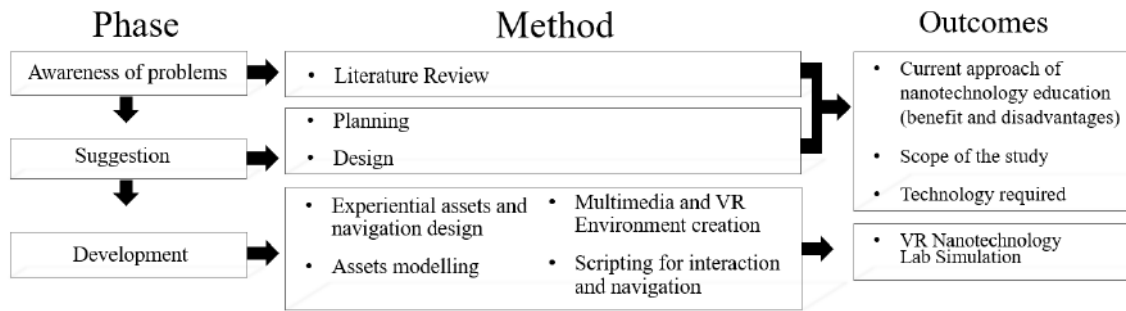 Phase
Method
Outcomes
Awareness of problems
• Literature Review
• Current approach of
nanotechnology education
(benefit and disadvantages)
• Scope of the study
• Technology required
Suggestion
• Planning
• Design
Development
• Experiential assets and
navigation design
• Assets modelling
• Multimedia and VR
Environment creation
• Scripting for interaction
and navigation
• VR Nanotechnology
Lab Simulation